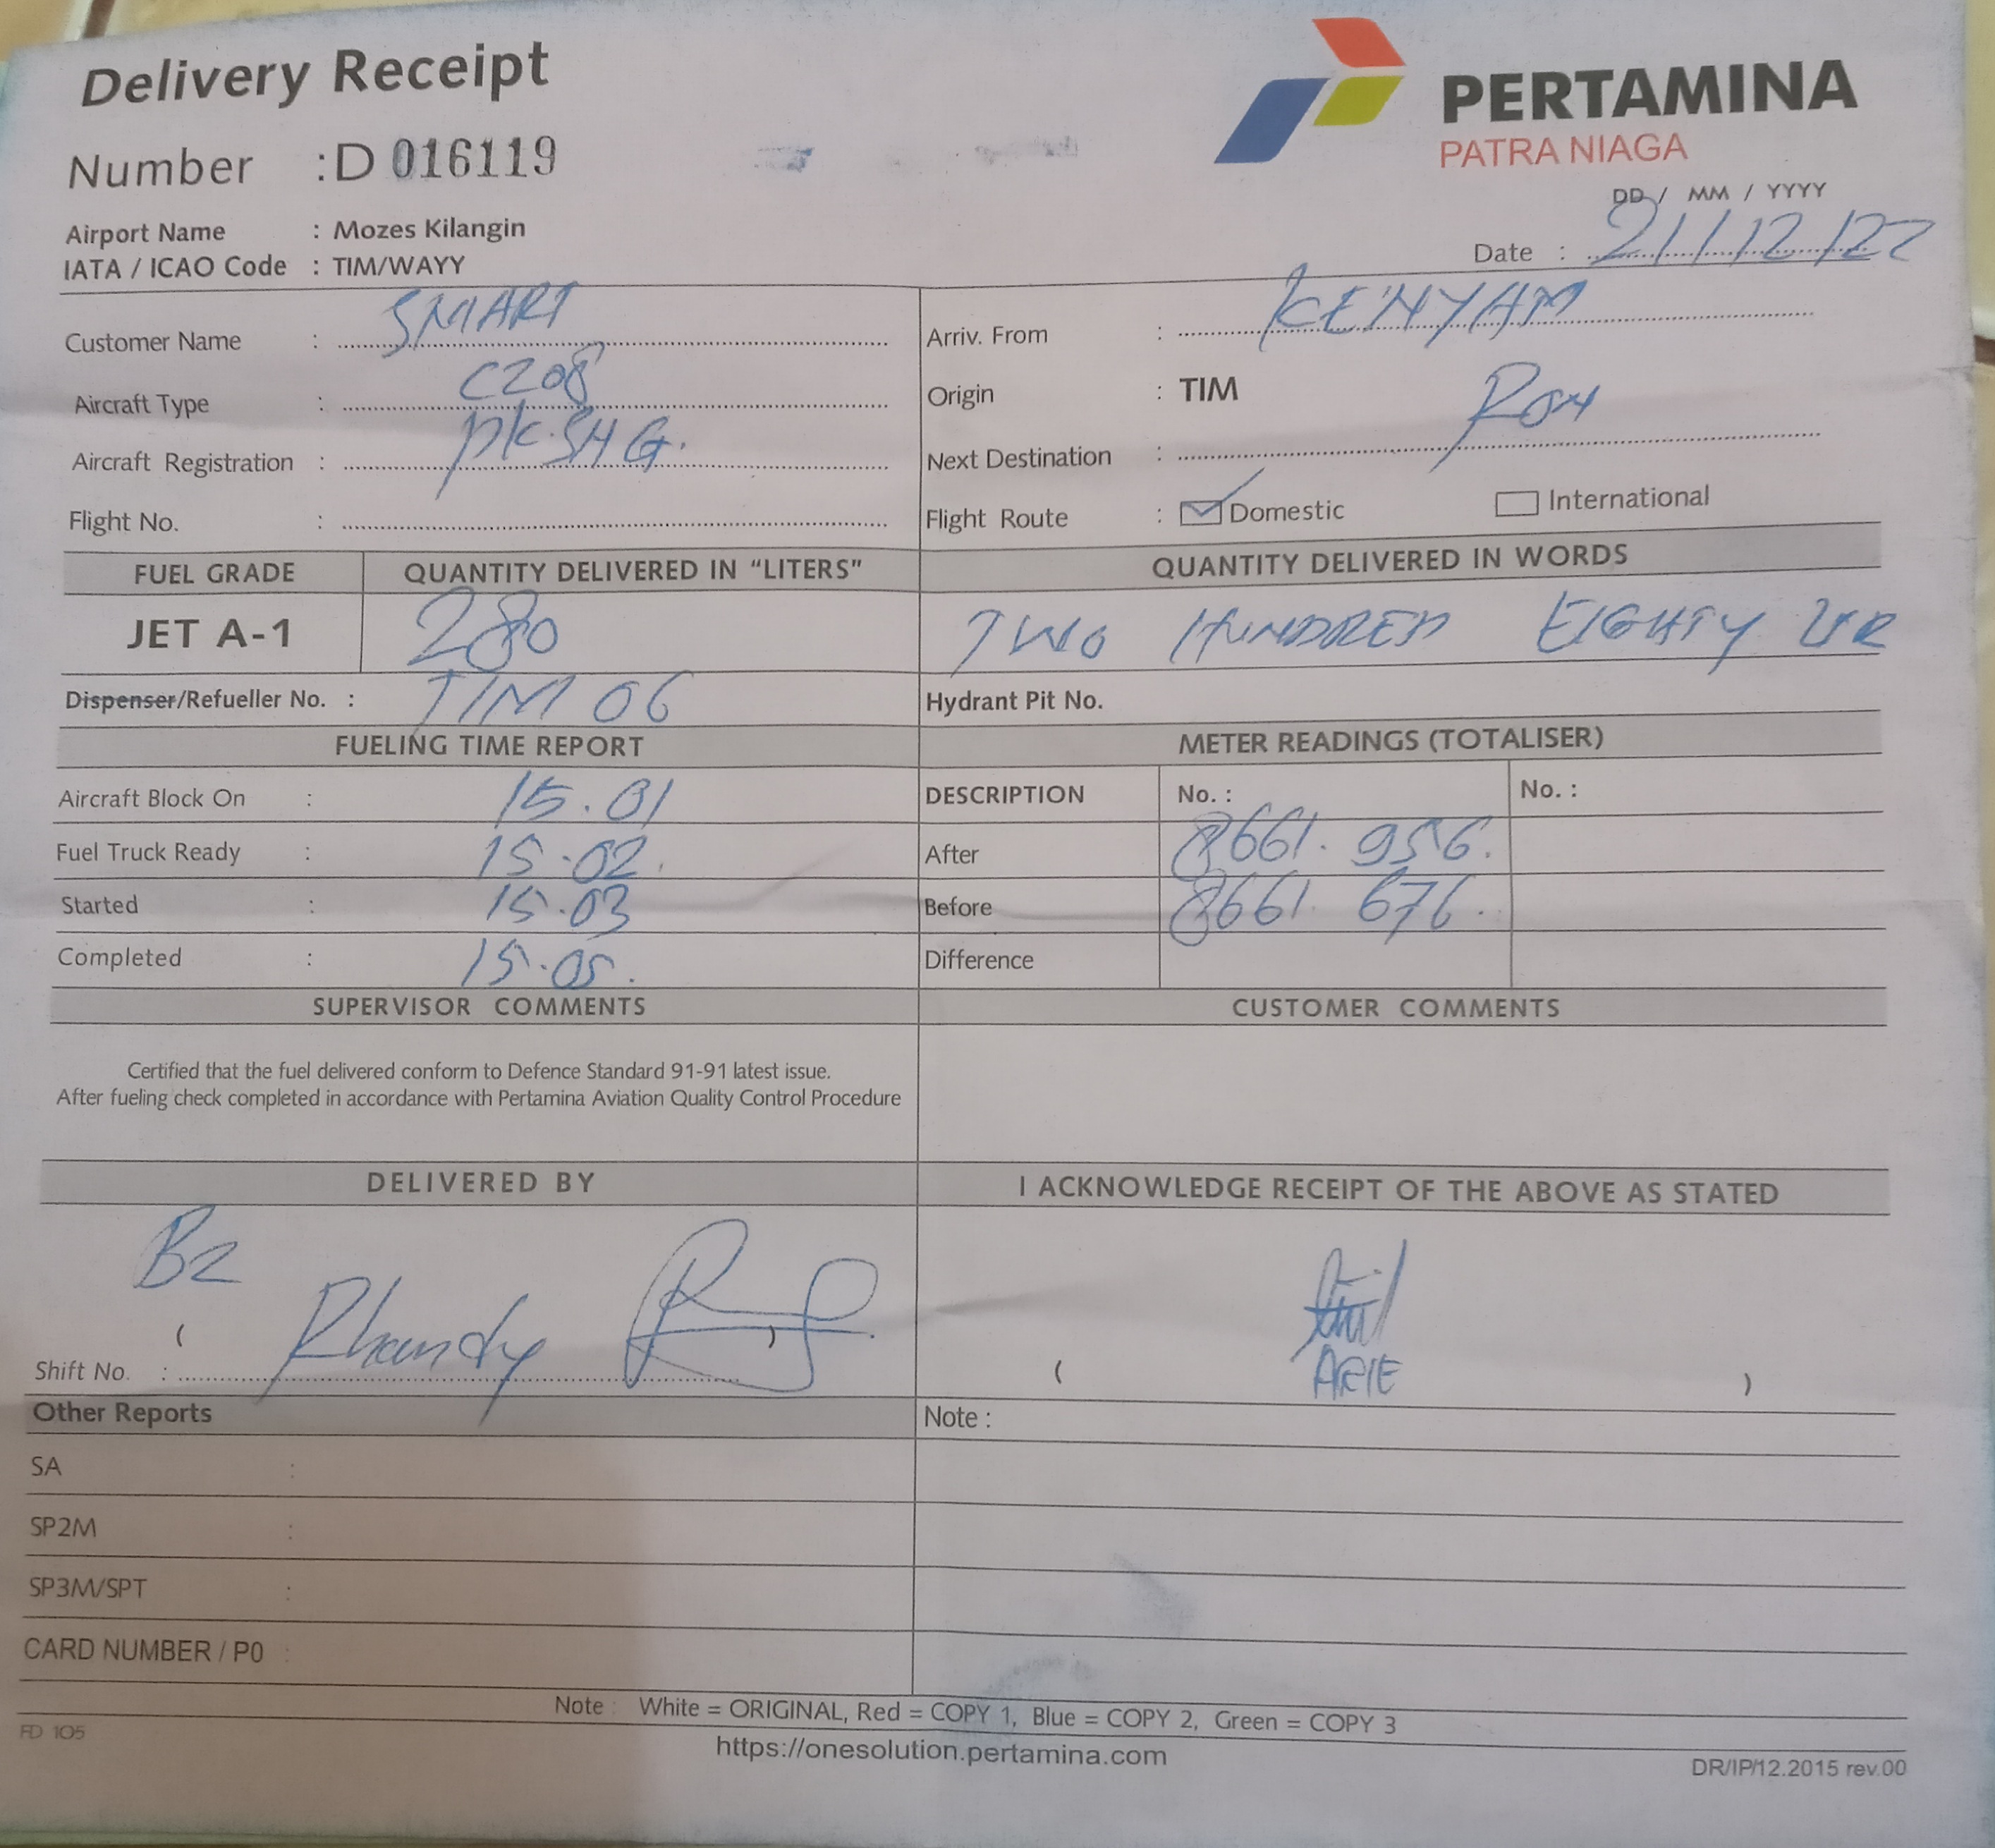 Delivery Receipt
PERTAMINA
PATRA NIAGA
Number : D 016119
DD / MM / YYYY
Airport Name : Mozes Kilangin
IATA / ICAO Code : TIM/WAYY
Date : 21/12/22
Customer Name : SMART
Arriv. From : KENYAM
Aircraft Type : C208
Origin : TIM
Aircraft Registration : PK-SHG.
Next Destination :
Flight No. :
Flight Route : Domestic International
FUEL GRADE QUANTITY DELIVERED IN "LITERS" QUANTITY DELIVERED IN WORDS
JET A-1 280 TWO HUNDRED EIGHTY
Dispenser/Refueller No. : TIM 06 Hydrant Pit No.
FUELING TIME REPORT METER READINGS (TOTALISER)
Aircraft Block On : 15.01 DESCRIPTION No. : No. :
Fuel Truck Ready : 15.02. After 8661.956.
Started : 15.03 Before 8661.676.
Completed : 15.05. Difference
SUPERVISOR COMMENTS CUSTOMER COMMENTS
Certified that the fuel delivered conform to Defence Standard 91-91 latest issue.
After fueling check completed in accordance with Pertamina Aviation Quality Control Procedure
DELIVERED BY I ACKNOWLEDGE RECEIPT OF THE ABOVE AS STATED
B2
( Rhandy )
Shift No. :
( )
Other Reports Note :
SA :
SP2M :
SP3M/SPT :
CARD NUMBER / P0 :
Note : White = ORIGINAL, Red = COPY 1, Blue = COPY 2, Green = COPY 3
FD 105
https://onesolution.pertamina.com
DR/IP/12.2015 rev.00